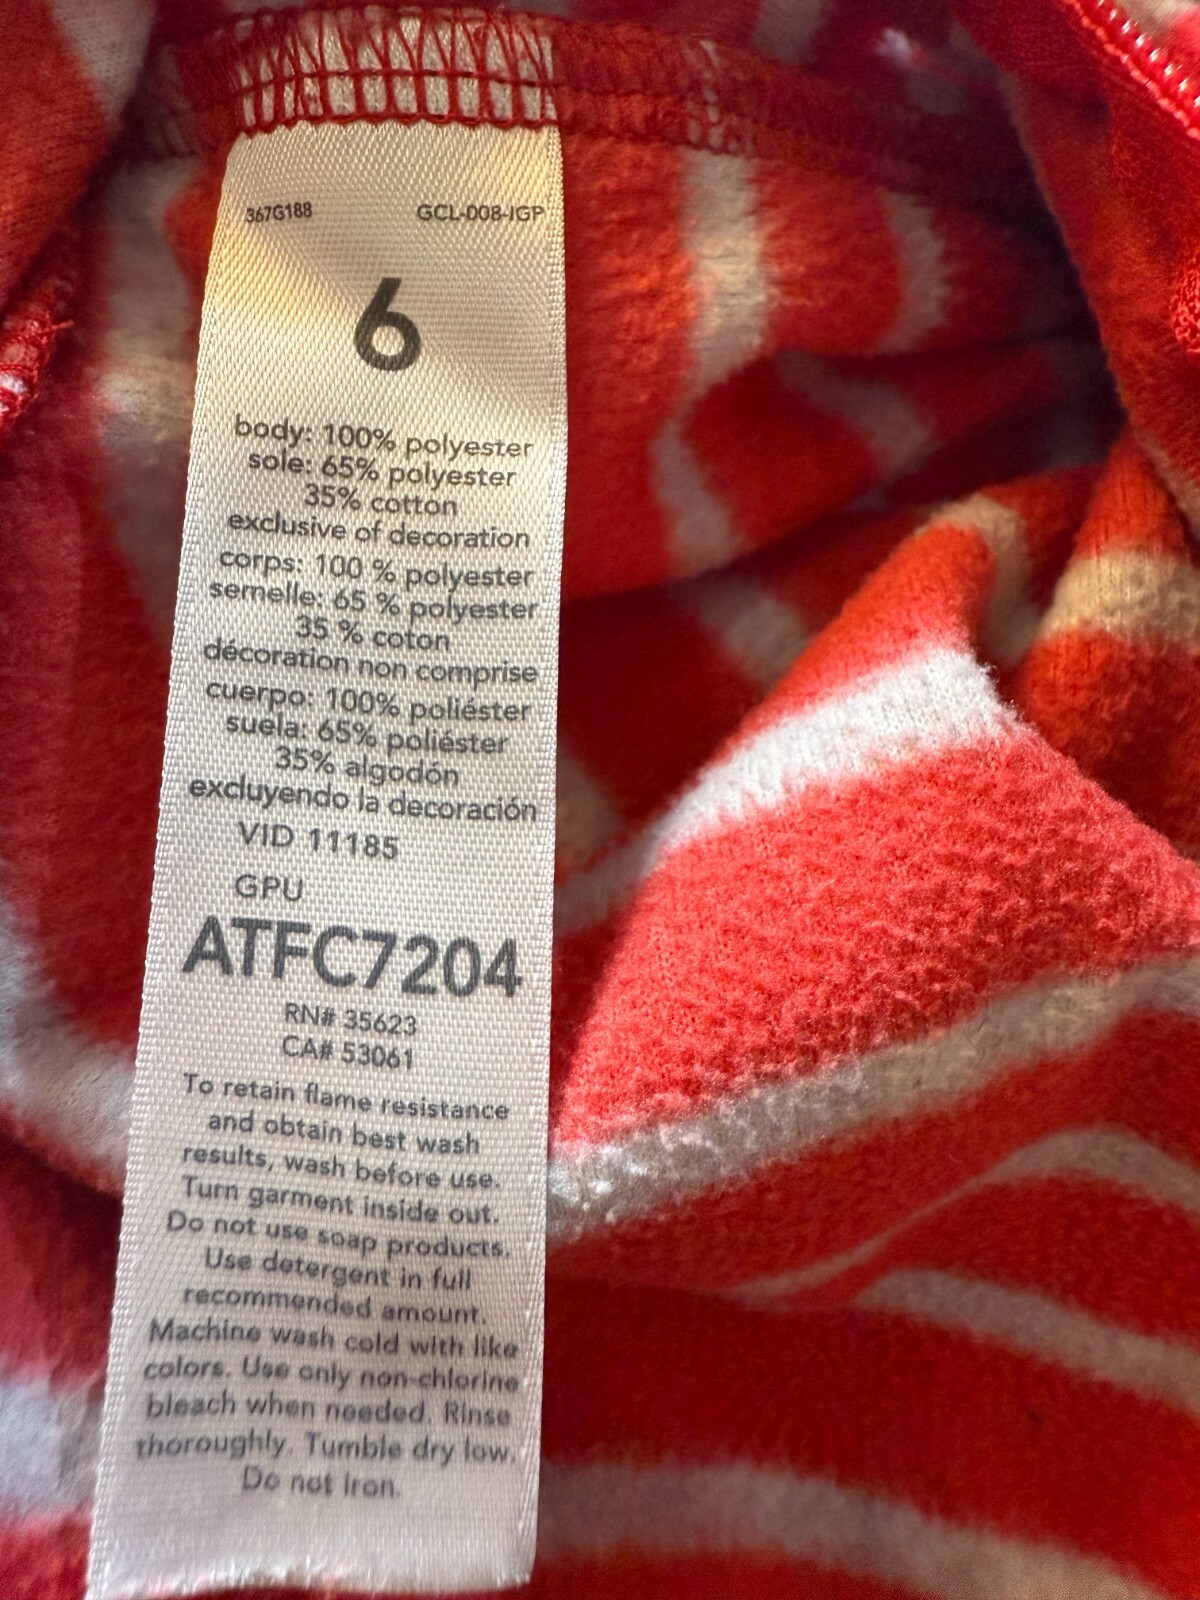 367G188 GCL-008-IGP
6
body: 100% polyester
sole: 65% polyester
35% cotton
exclusive of decoration
corps: 100 % polyester
semelle: 65 % polyester
35 % coton
décoration non comprise
cuerpo: 100% poliéster
suela: 65% poliéster
35% algodón
excluyendo la decoración
VID 11185
GPU
ATFC7204
RN# 35623
CA# 53061
To retain flame resistance
and obtain best wash
results, wash before use.
Turn garment inside out.
Do not use soap products.
Use detergent in full
recommended amount.
Machine wash cold with like
colors. Use only non-chlorine
bleach when needed. Rinse
thoroughly. Tumble dry low.
Do not iron.